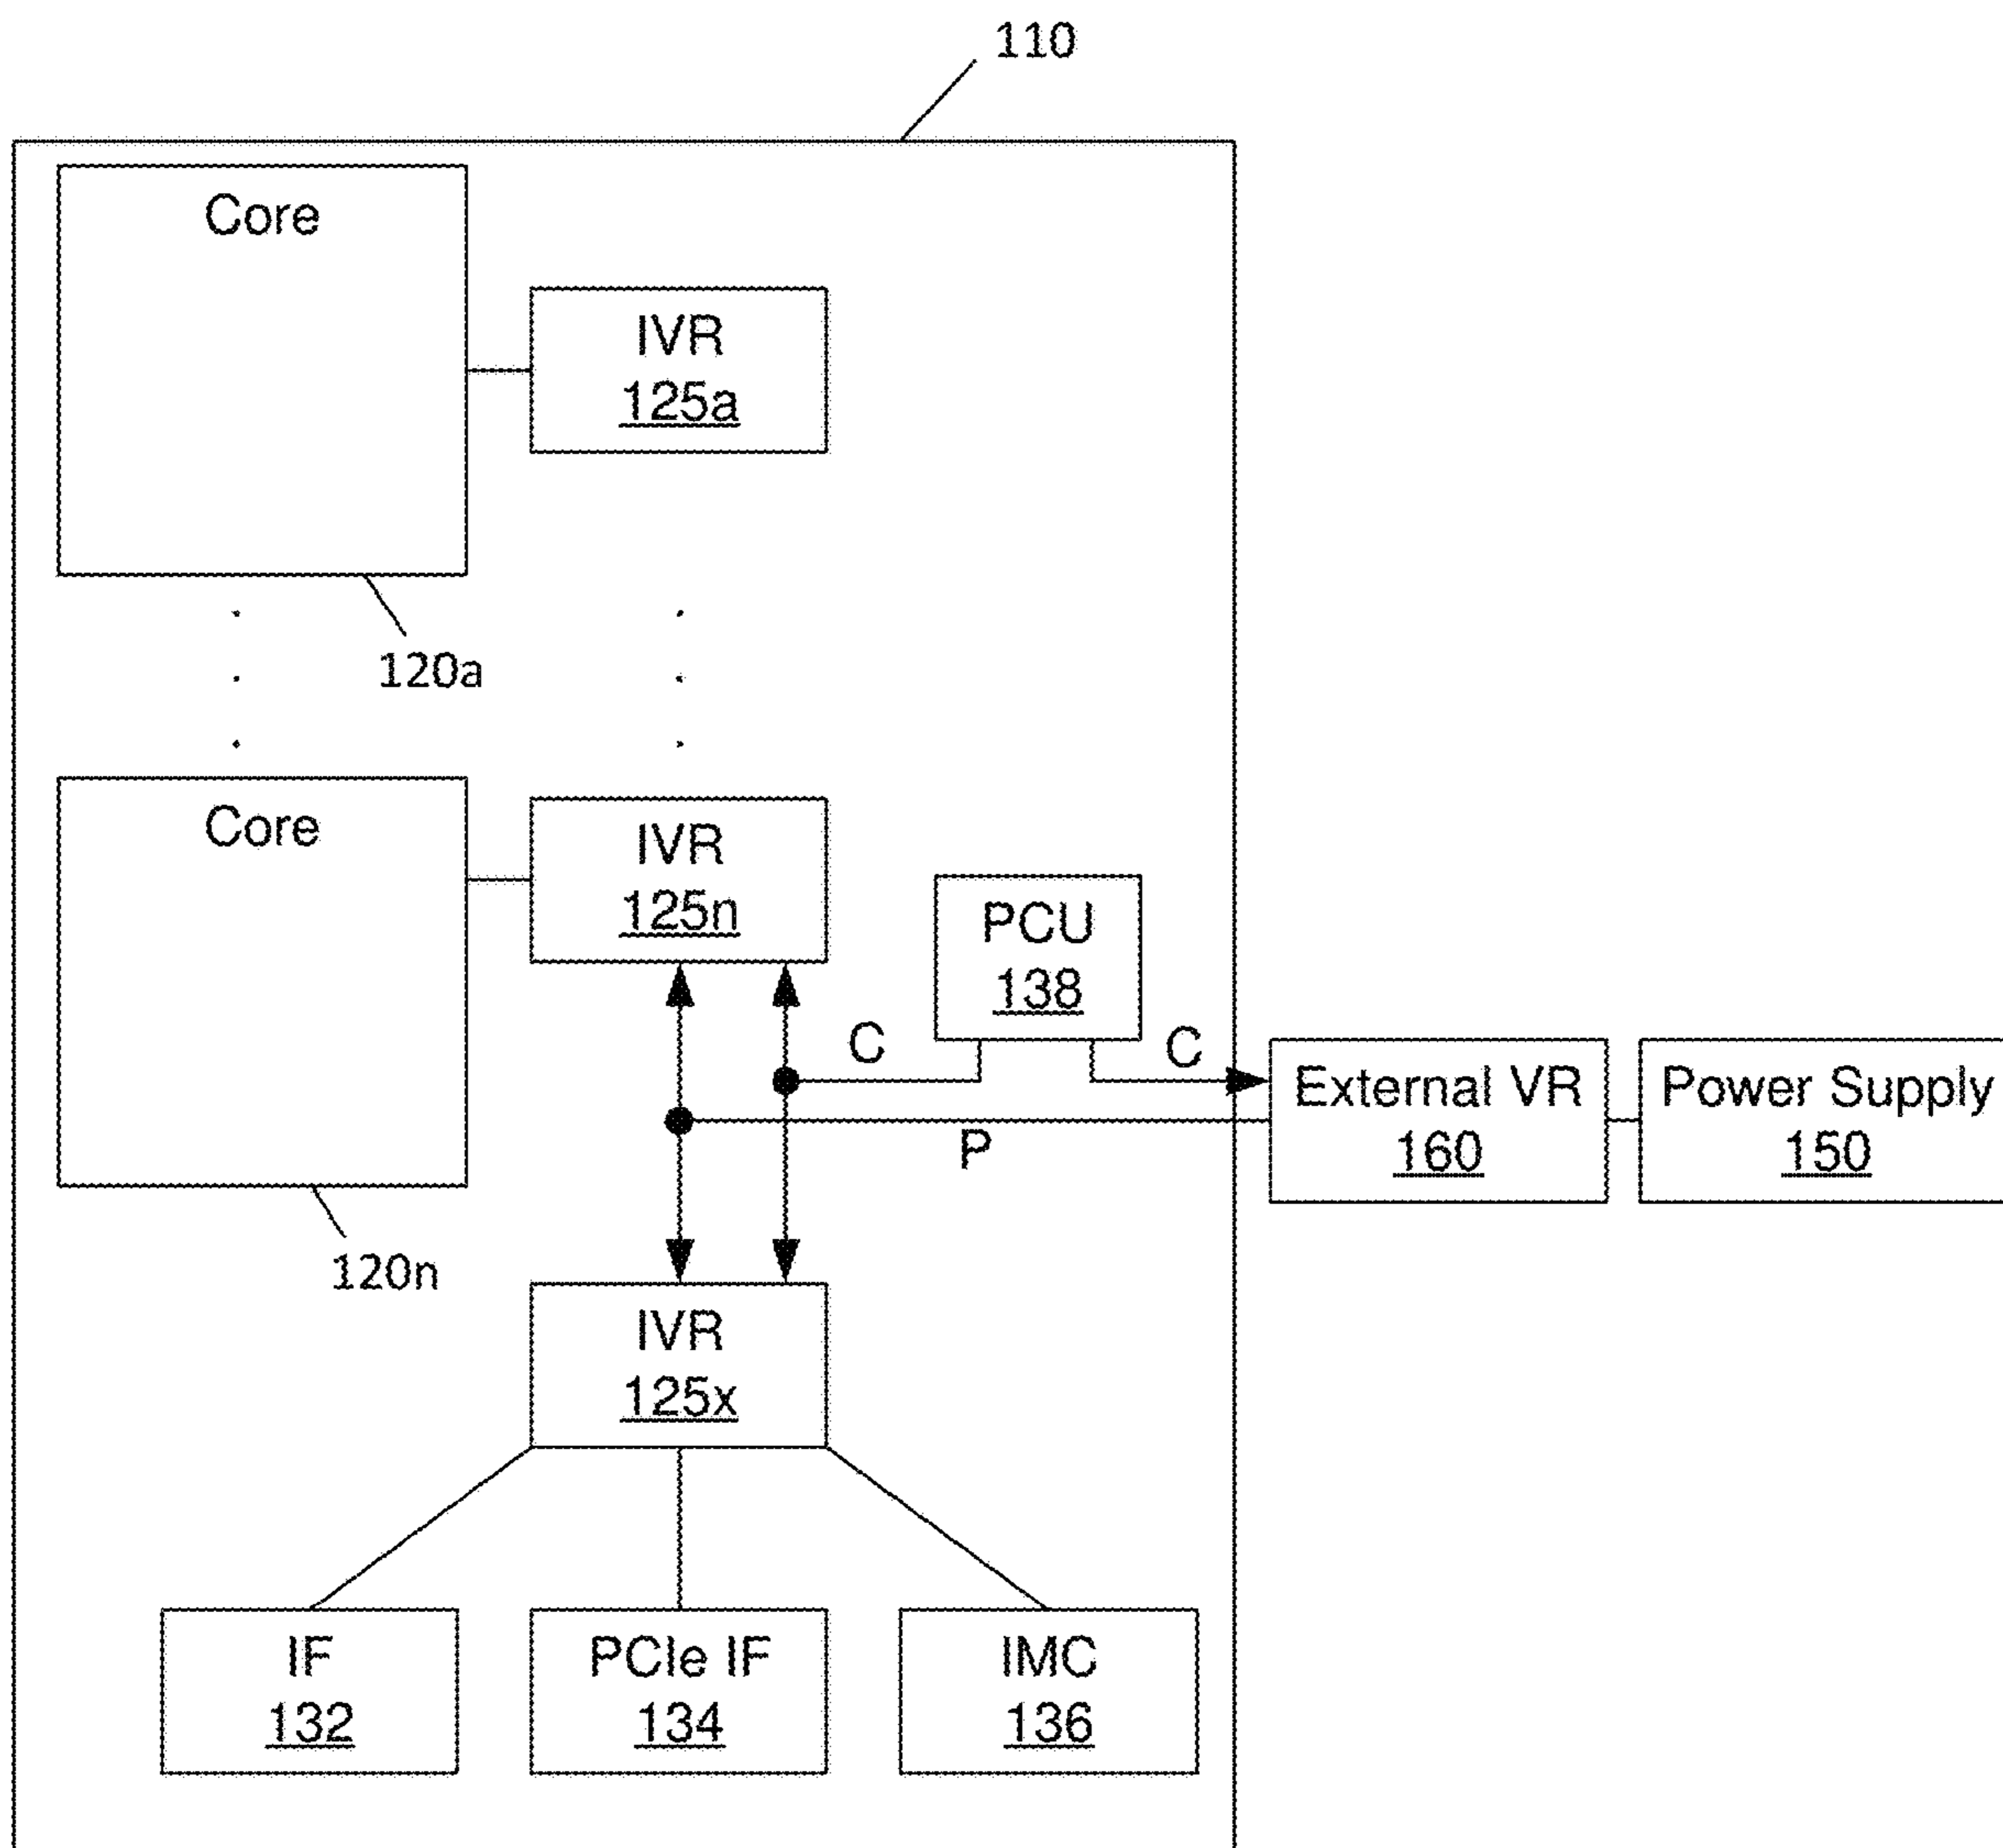 110
Core
IVR
125a
120a
Core
IVR
125n
PCU
138
C
C
External VR
160
Power Supply
150
P
120n
IVR
125x
IF
132
PCIe IF
134
IMC
136